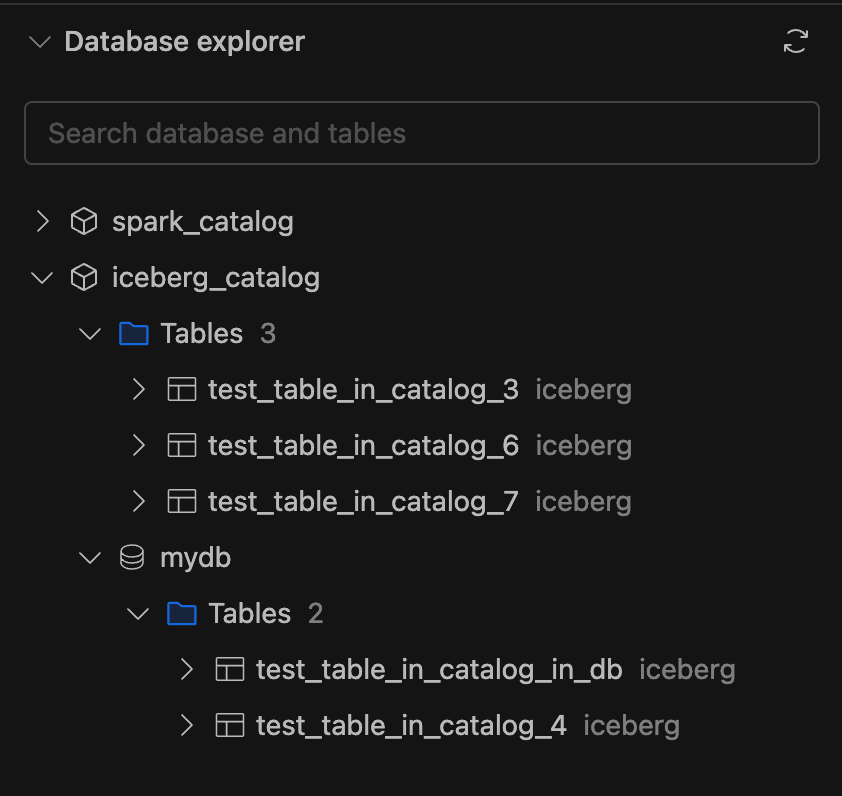 Database explorer
Search database and tables
spark_catalog
iceberg_catalog
Tables 3
test_table_in_catalog_3 iceberg
test_table_in_catalog_6 iceberg
test_table_in_catalog_7 iceberg
mydb
Tables 2
test_table_in_catalog_in_db iceberg
test_table_in_catalog_4 iceberg